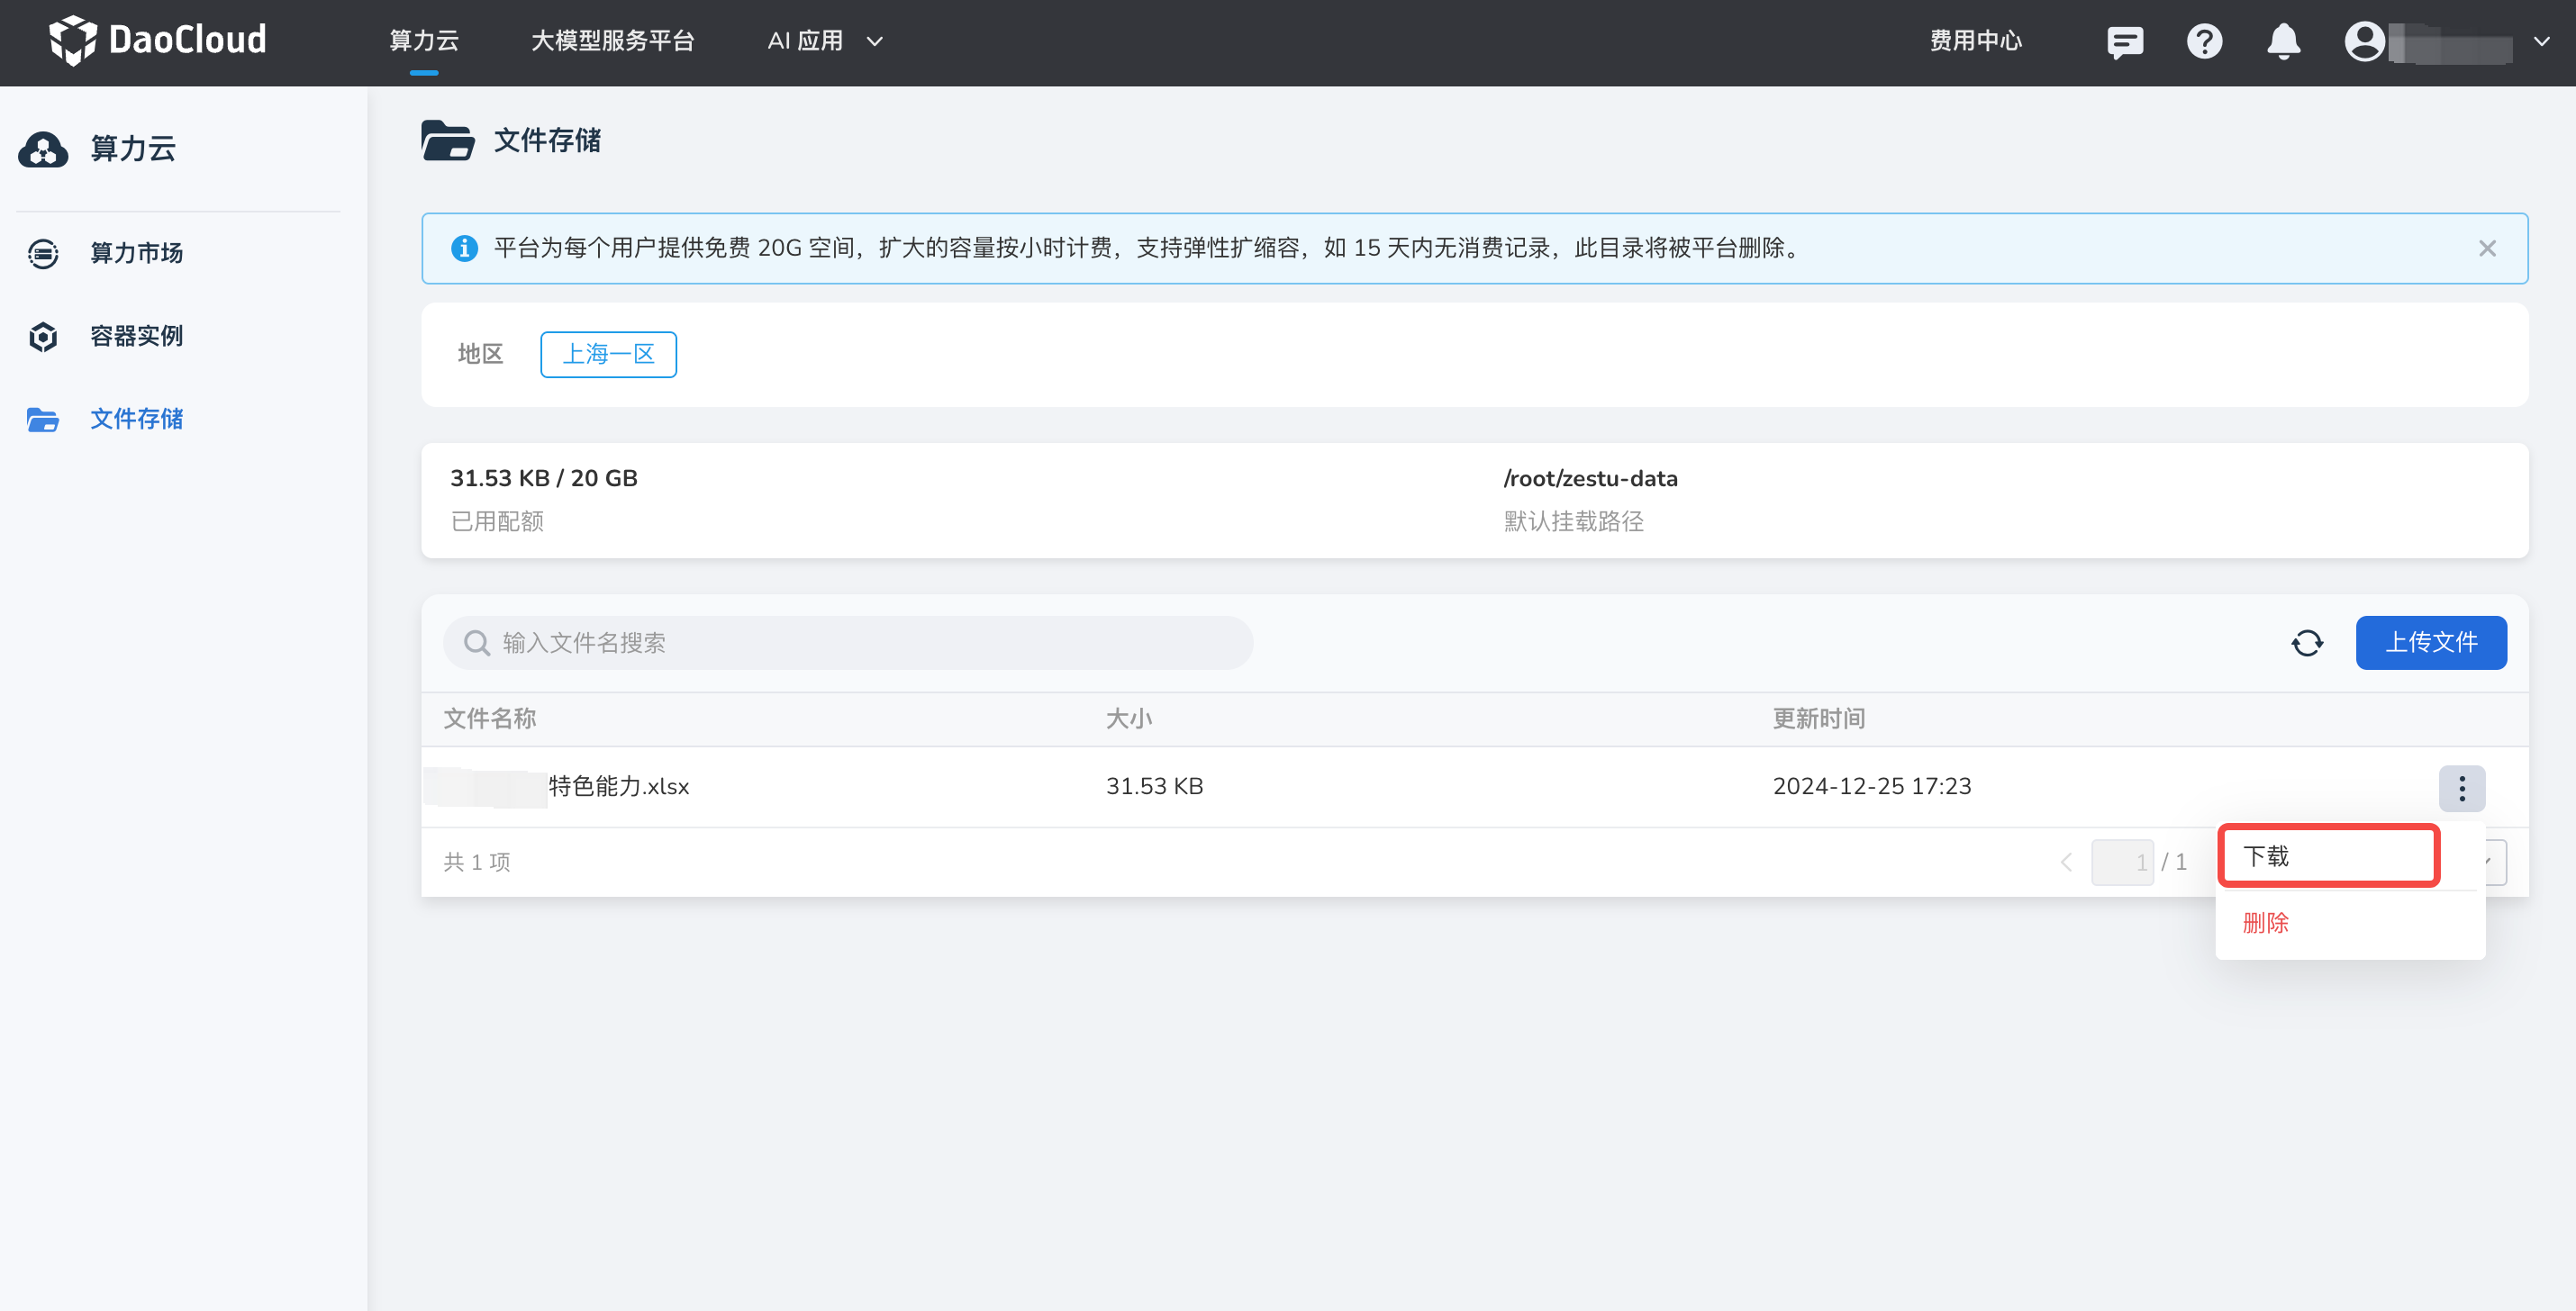 DaoCloud 算力云 大模型服务平台 AI 应用 费用中心
算力云
算力市场
容器实例
文件存储
文件存储
平台为每个用户提供免费 20G 空间，扩大的容量按小时计费，支持弹性扩缩容，如 15 天内无消费记录，此目录将被平台删除。
地区 上海一区
31.53 KB / 20 GB
已用配额
/root/zestu-data
默认挂载路径
输入文件名搜索 上传文件
文件名称 大小 更新时间
特色能力.xlsx 31.53 KB 2024-12-25 17:23
共 1 项 1 / 1
下载
删除